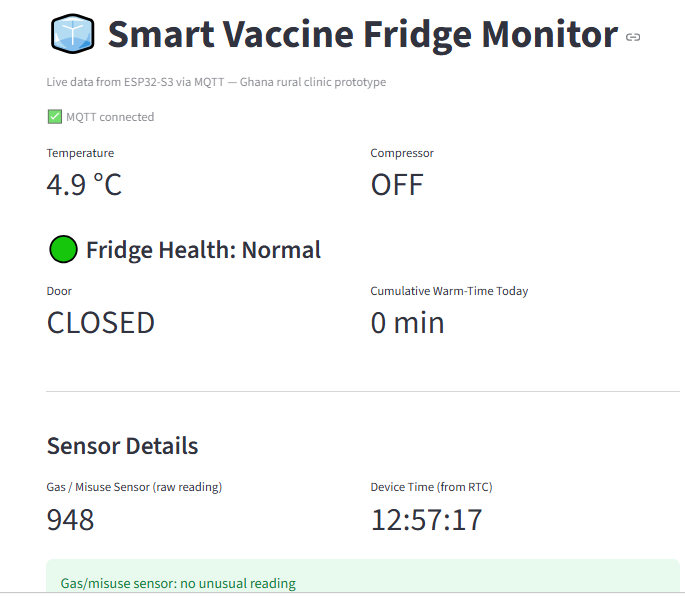 Smart Vaccine Fridge Monitor
Live data from ESP32-S3 via MQTT — Ghana rural clinic prototype
MQTT connected
Temperature
4.9 °C
Compressor
OFF
Fridge Health: Normal
Door
CLOSED
Cumulative Warm-Time Today
0 min
Sensor Details
Gas / Misuse Sensor (raw reading)
948
Device Time (from RTC)
12:57:17
Gas/misuse sensor: no unusual reading